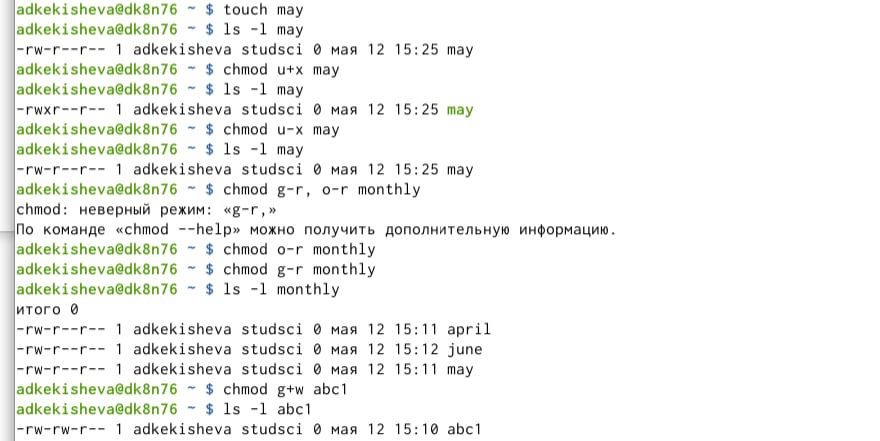 adkekisheva@dk8n76 ~ $ touch may
adkekisheva@dk8n76 ~ $ ls -l may
-rw-r--r-- 1 adkekisheva studsci 0 мая 12 15:25 may
adkekisheva@dk8n76 ~ $ chmod u+x may
adkekisheva@dk8n76 ~ $ ls -l may
-rwxr--r-- 1 adkekisheva studsci 0 мая 12 15:25 may
adkekisheva@dk8n76 ~ $ chmod u-x may
adkekisheva@dk8n76 ~ $ ls -l may
-rw-r--r-- 1 adkekisheva studsci 0 мая 12 15:25 may
adkekisheva@dk8n76 ~ $ chmod g-r, o-r monthly
chmod: неверный режим: «g-r,»
По команде «chmod --help» можно получить дополнительную информацию.
adkekisheva@dk8n76 ~ $ chmod o-r monthly
adkekisheva@dk8n76 ~ $ chmod g-r monthly
adkekisheva@dk8n76 ~ $ ls -l monthly
итого 0
-rw-r--r-- 1 adkekisheva studsci 0 мая 12 15:11 april
-rw-r--r-- 1 adkekisheva studsci 0 мая 12 15:12 june
-rw-r--r-- 1 adkekisheva studsci 0 мая 12 15:11 may
adkekisheva@dk8n76 ~ $ chmod g+w abc1
adkekisheva@dk8n76 ~ $ ls -l abc1
-rw-rw-r-- 1 adkekisheva studsci 0 мая 12 15:10 abc1